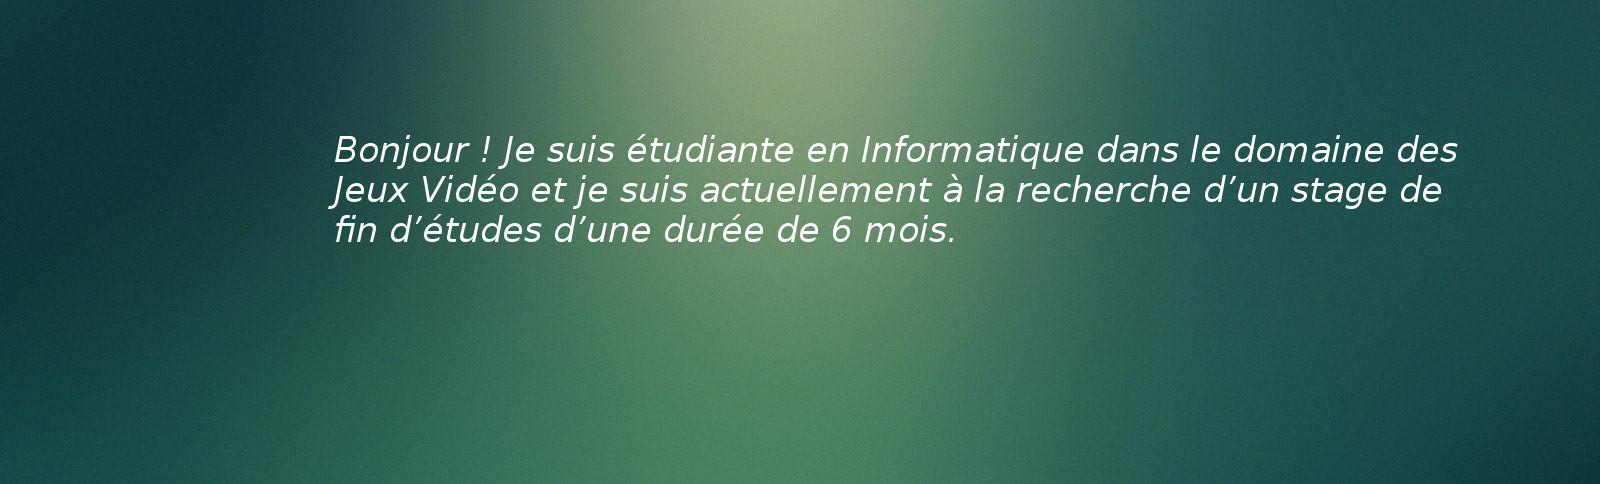 Bonjour ! Je suis étudiante en Informatique dans le domaine des
Jeux Vidéo et je suis actuellement à la recherche d’un stage de
fin d’études d’une durée de 6 mois.